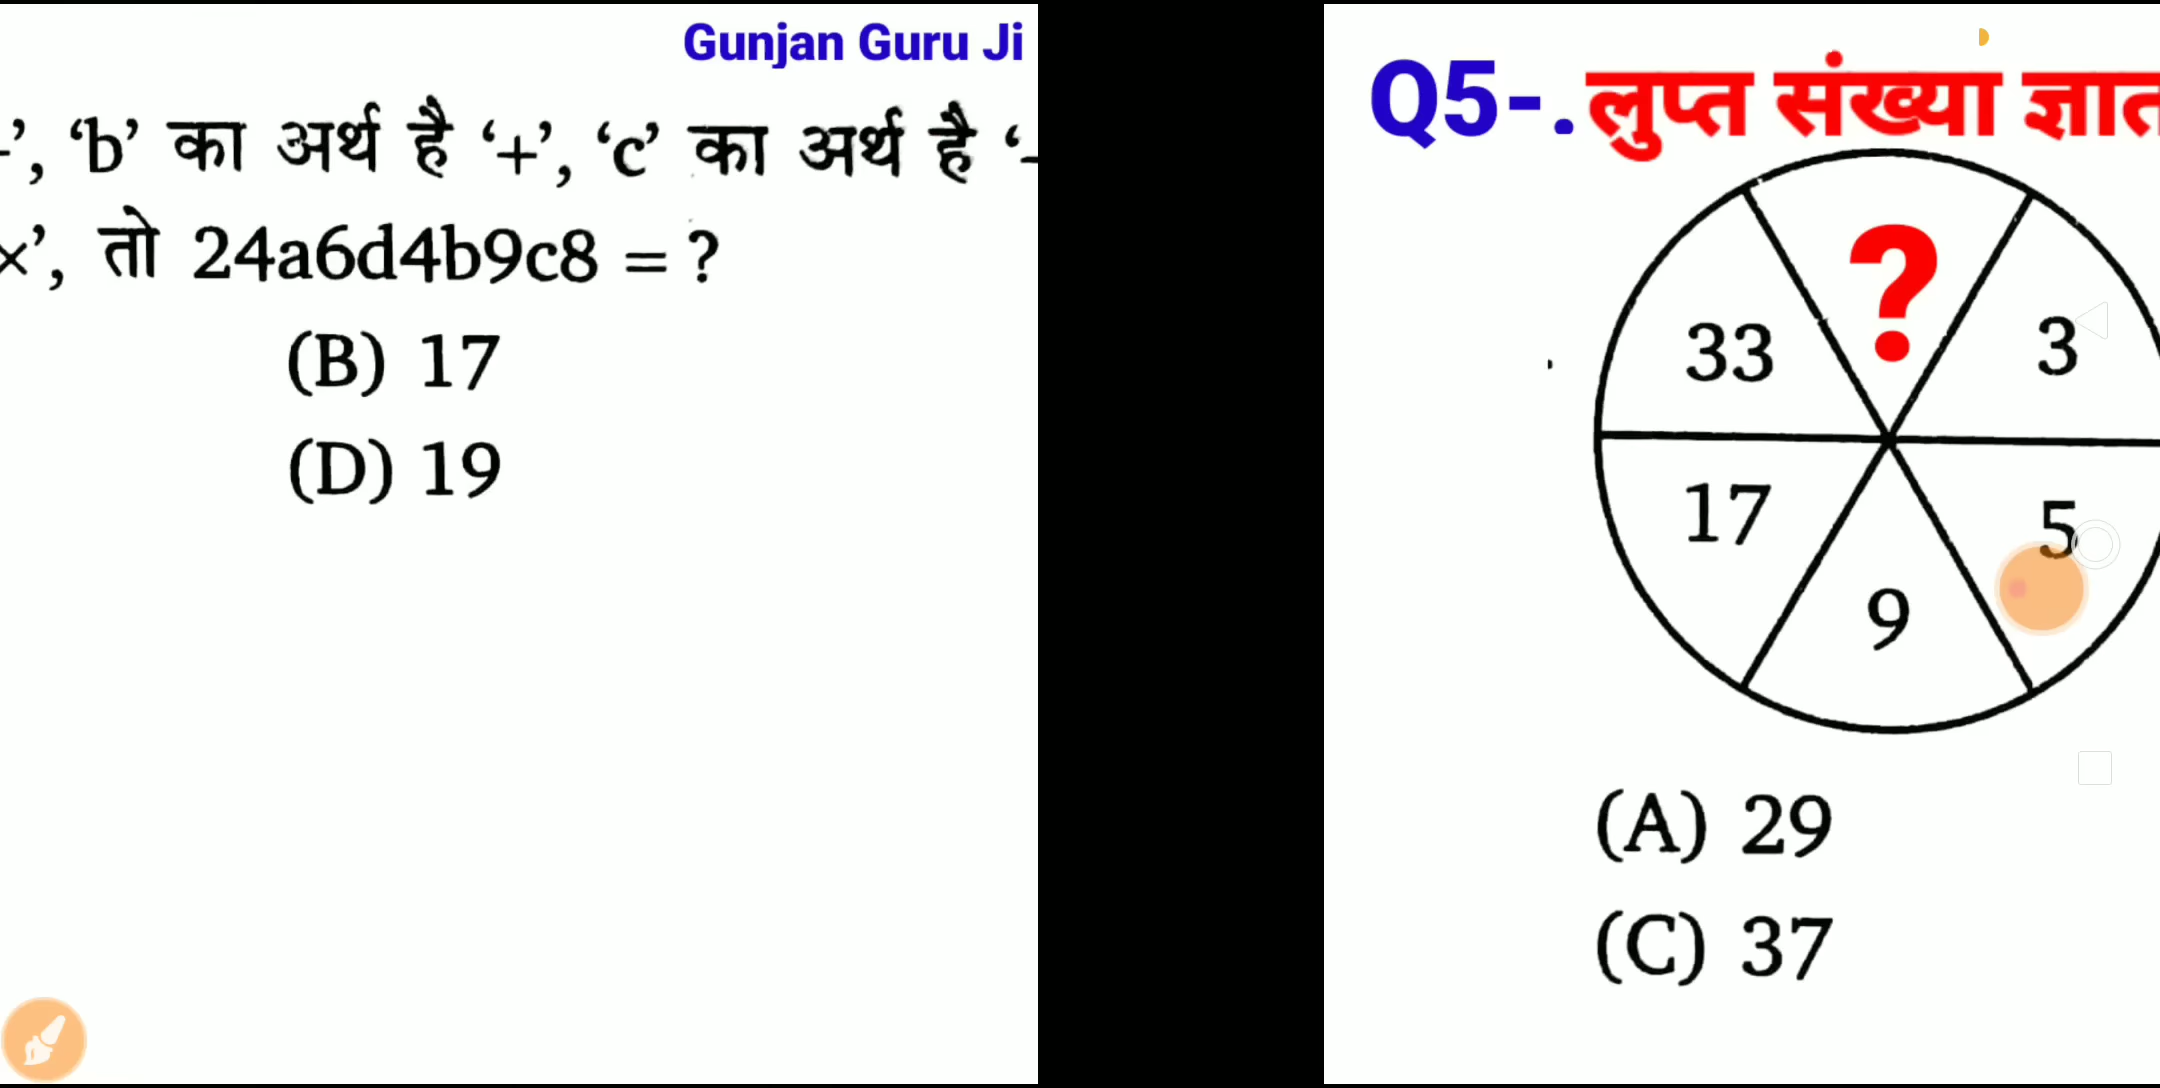 Gunjan Guru Ji
’, ‘b’ का अर्थ है ‘+’, ‘c’ का अर्थ है ‘-
×’, तो 24a6d4b9c8 = ?
(B) 17
(D) 19
Q5-.लुप्त संख्या ज्ञात
?
33
3
17
5
9
(A) 29
(C) 37